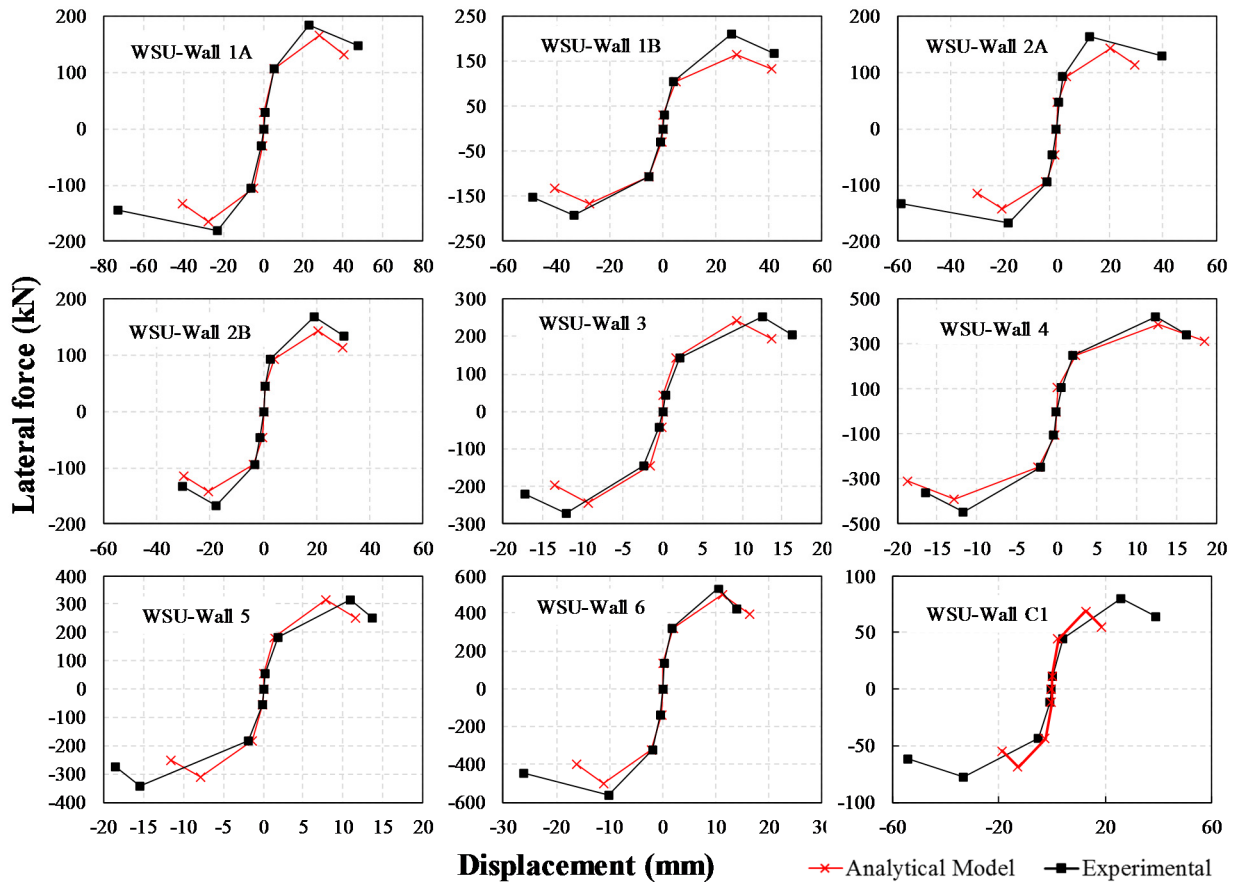 250
200
200
150
WSU-Wall 1A
WSU-Wall 1B
WSU-Wall 2A
100
100
50
0
0
-50
-100
-100
-150
-200
-200
-250
-80 -60 -40 -20 0 20 40 60 80
-60 -40 -20 0 20 40 60
-60 -40 -20 0 20 40 60
Lateral force (kN)
200
300
500
WSU-Wall 2B
WSU-Wall 3
WSU-Wall 4
200
300
100
100
100
0
0
-100
-100
-100
-200
-300
-200
-300
-500
-60 -40 -20 0 20 40 60
-20 -15 -10 -5 0 5 10 15 20
-20 -15 -10 -5 0 5 10 15 20
400
600
100
WSU-Wall 5
WSU-Wall 6
WSU-Wall C1
300
400
200
50
200
100
0
0
0
-100
-200
-50
-200
-300
-400
-400
-600
-100
-20 -15 -10 -5 0 5 10 15 20
-30 -20 -10 0 10 20 30
-60 -20 20 60
Displacement (mm)
Analytical Model
Experimental